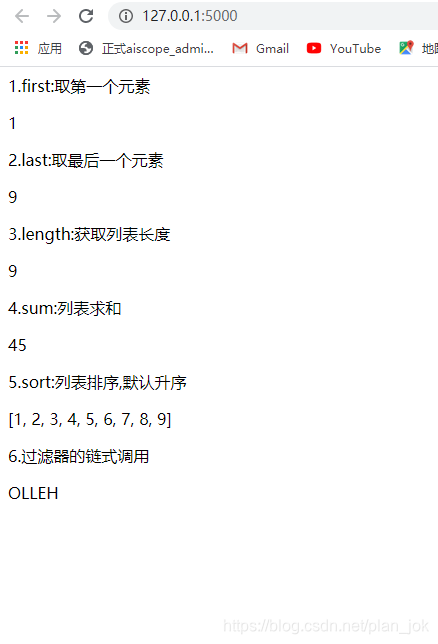 127.0.0.1:5000
应用 正式aiscope_admi... Gmail YouTube 地图
1.first:取第一个元素
1
2.last:取最后一个元素
9
3.length:获取列表长度
9
4.sum:列表求和
45
5.sort:列表排序,默认升序
[1, 2, 3, 4, 5, 6, 7, 8, 9]
6.过滤器的链式调用
OLLEH
https://blog.csdn.net/plan_jok